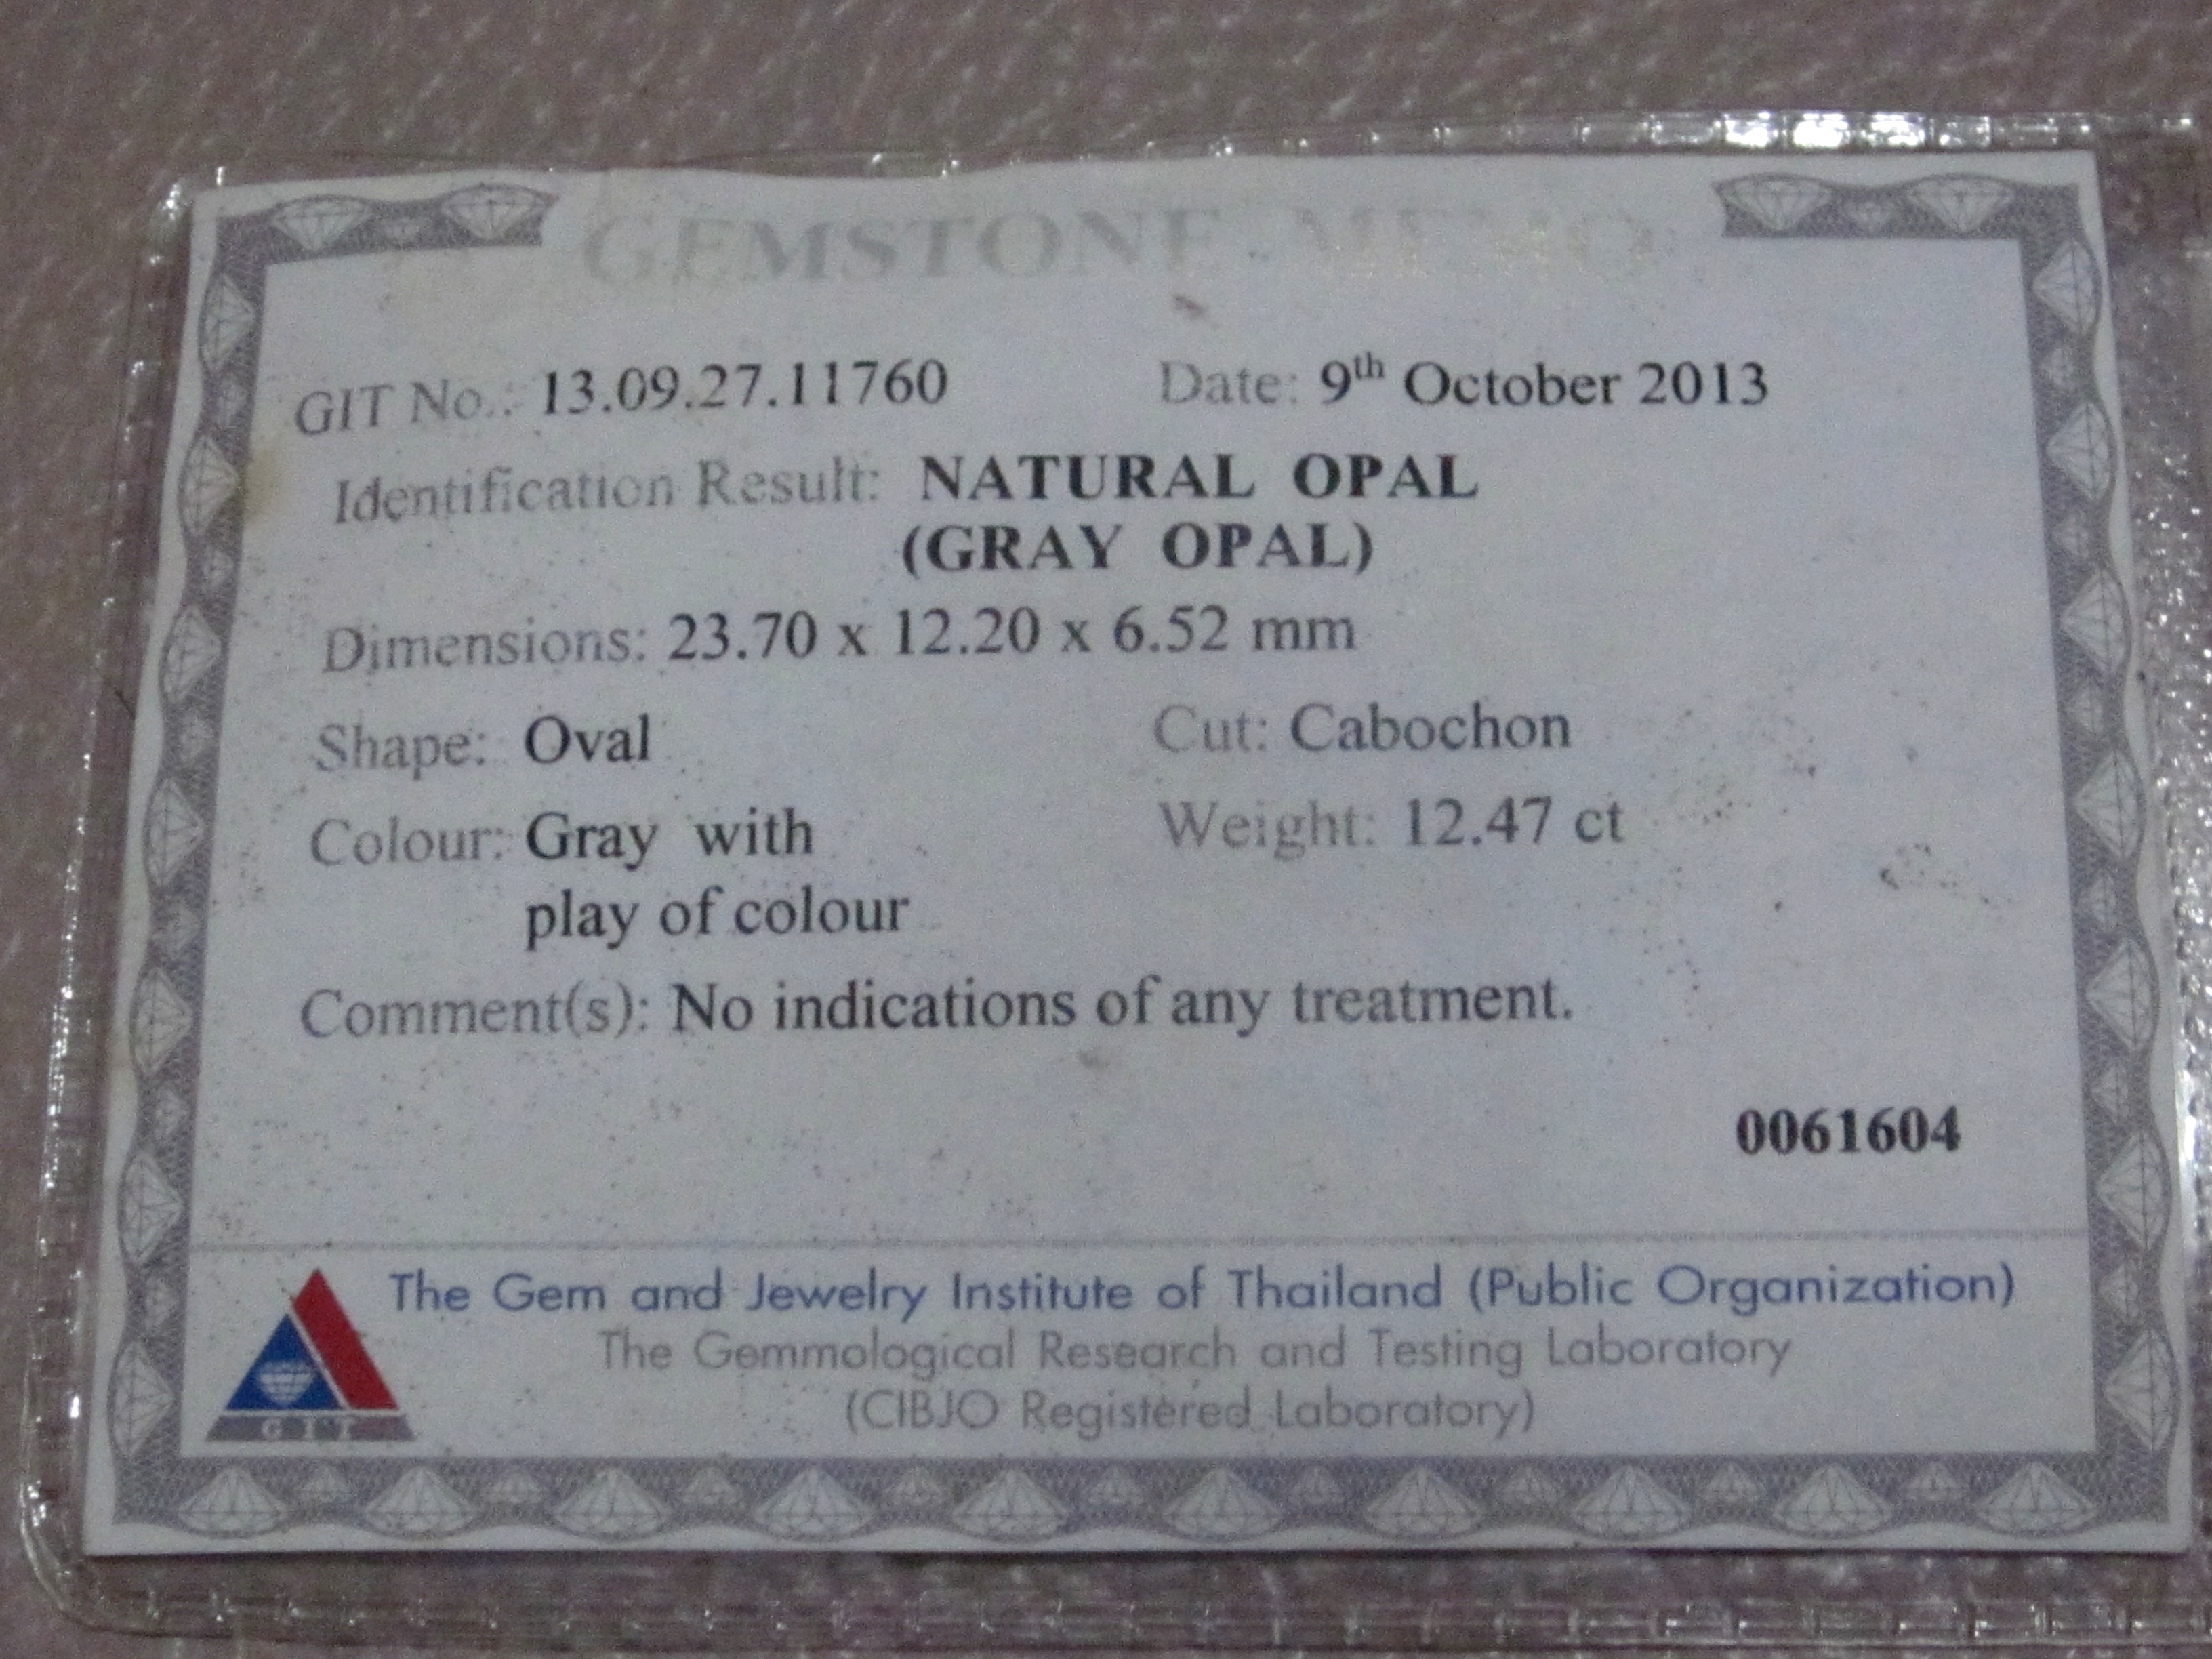 GEMSTONE MEMO
GIT No.: 13.09.27.11760 Date: 9th October 2013
Identification Result: NATURAL OPAL
(GRAY OPAL)
Dimensions: 23.70 x 12.20 x 6.52 mm
Shape: Oval Cut: Cabochon
Colour: Gray with Weight: 12.47 ct
play of colour
Comment(s): No indications of any treatment.
0061604
The Gem and Jewelry Institute of Thailand (Public Organization)
The Gemmological Research and Testing Laboratory
(CIBJO Registered Laboratory)
GIT